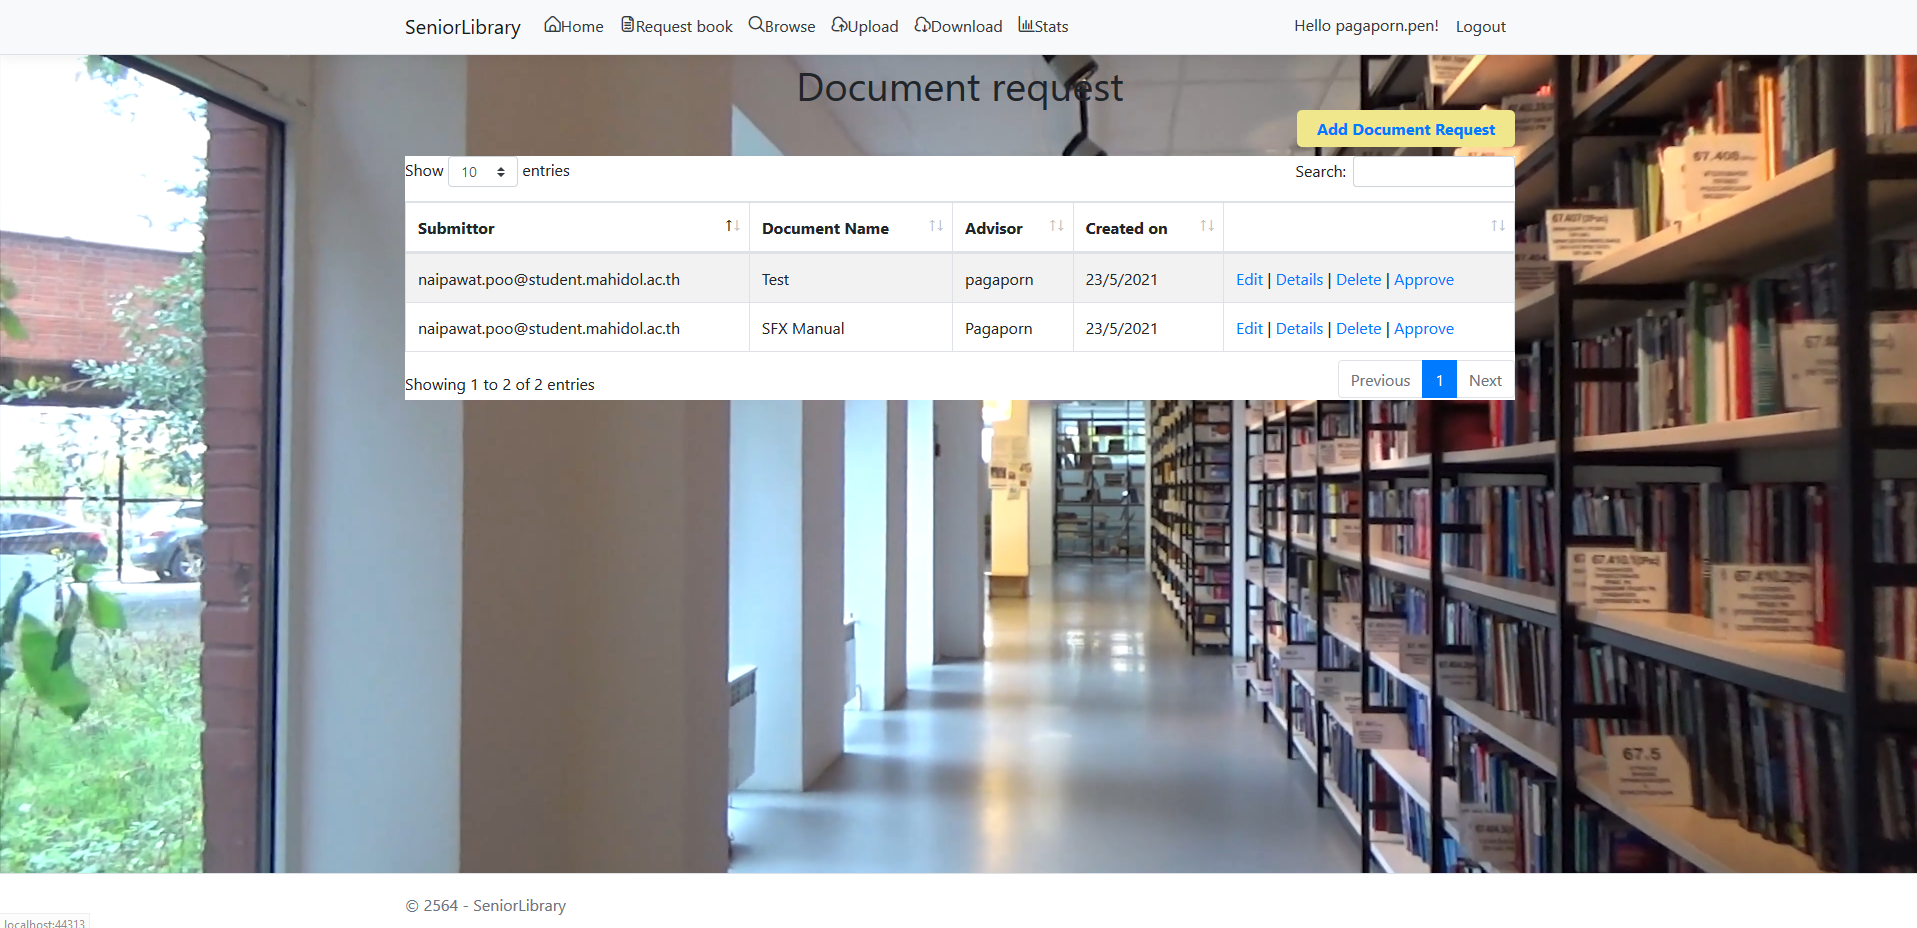 SeniorLibrary Home Request book Browse Upload Download Stats Hello pagaporn.pen! Logout
Document request
Add Document Request
Show 10 entries Search:
Submittor Document Name Advisor Created on
naipawat.poo@student.mahidol.ac.th Test pagaporn 23/5/2021 Edit | Details | Delete | Approve
naipawat.poo@student.mahidol.ac.th SFX Manual Pagaporn 23/5/2021 Edit | Details | Delete | Approve
Showing 1 to 2 of 2 entries Previous 1 Next
67.5
© 2564 - SeniorLibrary
localhost:44313